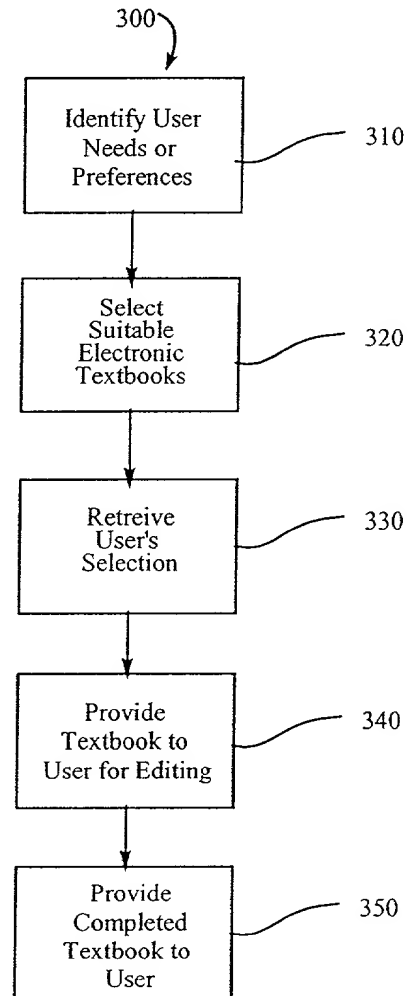 300
Identify User
Needs or
Preferences
310
Select
Suitable
Electronic
Textbooks
320
Retreive
User's
Selection
330
Provide
Textbook to
User for Editing
340
Provide
Completed
Textbook to
User
350